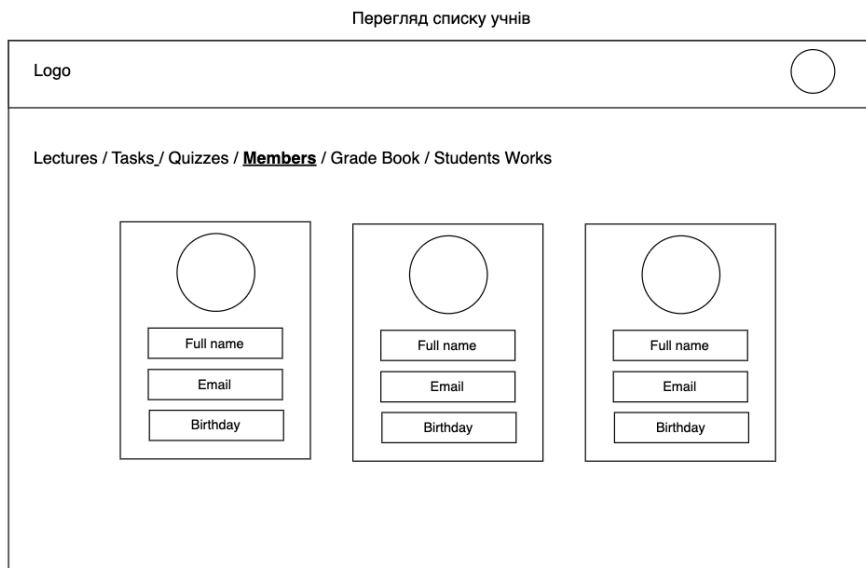 Перегляд списку учнів
Logo
Lectures / Tasks / Quizzes / Members / Grade Book / Students Works
Full name
Email
Birthday
Full name
Email
Birthday
Full name
Email
Birthday